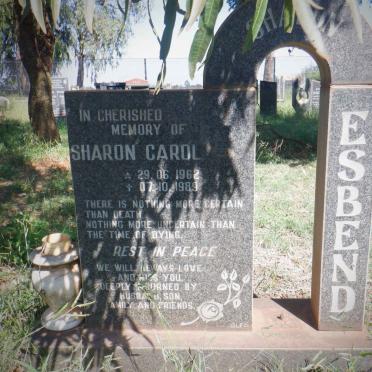 IN CHERISHED
MEMORY OF
SHARON CAROL
☆ 29.06.1962
✝ 07.10.1989
THERE IS NOTHING MORE CERTAIN
THAN DEATH
NOTHING MORE UNCERTAIN THAN
THE TIME OF DYING.
REST IN PEACE
WE WILL ALWAYS LOVE
AND MISS YOU
DEEPLY MOURNED BY
HUSBAND, SON,
FAMILY AND FRIENDS.
ESBEND